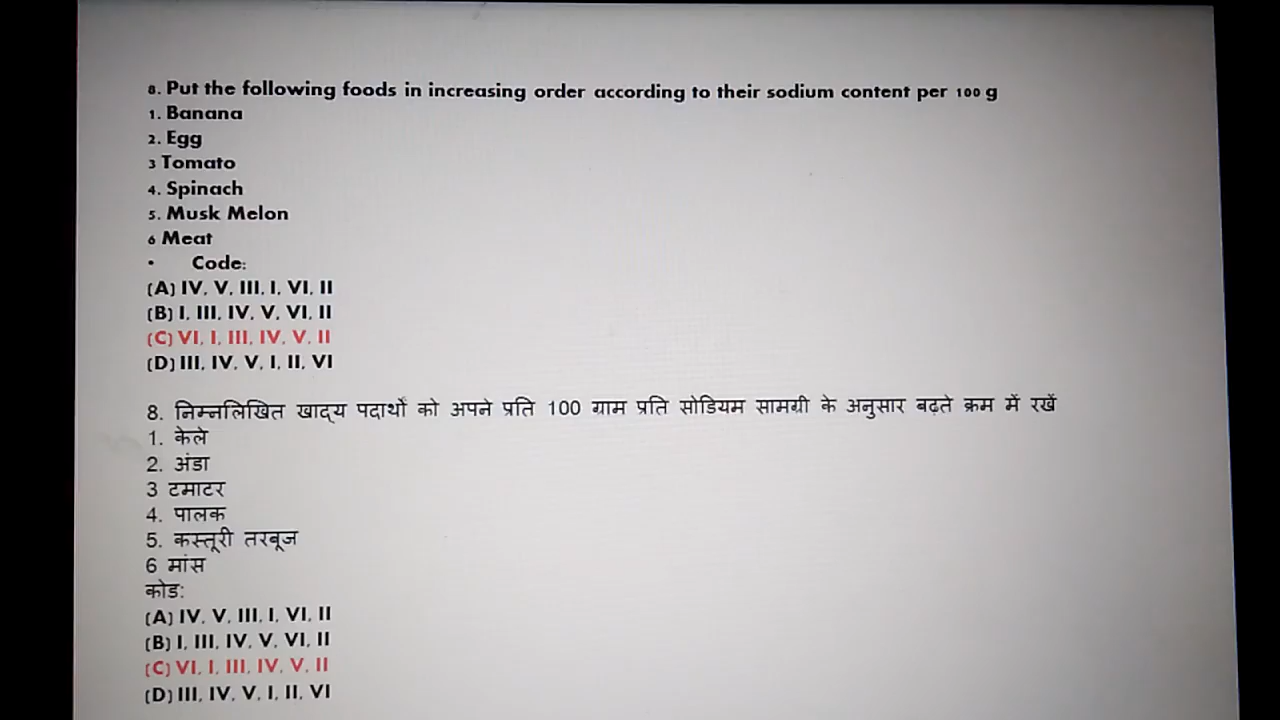 8. Put the following foods in increasing order according to their sodium content per 100 g
1. Banana
2. Egg
3 Tomato
4. Spinach
5. Musk Melon
6 Meat
• Code:
(A) IV, V, III, I, VI, II
(B) I, III, IV, V, VI, II
(C) VI, I, III, IV, V, II
(D) III, IV, V, I, II, VI
8. निम्नलिखित खाद्य पदार्थों को अपने प्रति 100 ग्राम प्रति सोडियम सामग्री के अनुसार बढ़ते क्रम में रखें
1. केले
2. अंडा
3 टमाटर
4. पालक
5. कस्तूरी तरबूज
6 मांस
कोड:
(A) IV, V, III, I, VI, II
(B) I, III, IV, V, VI, II
(C) VI, I, III, IV, V, II
(D) III, IV, V, I, II, VI